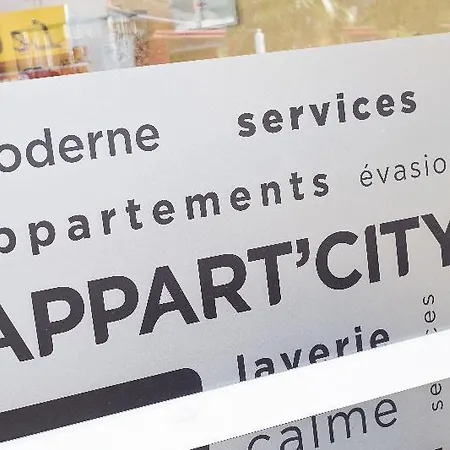 oderne services
ppartements évasio
APPART'CITY
laverie
calme